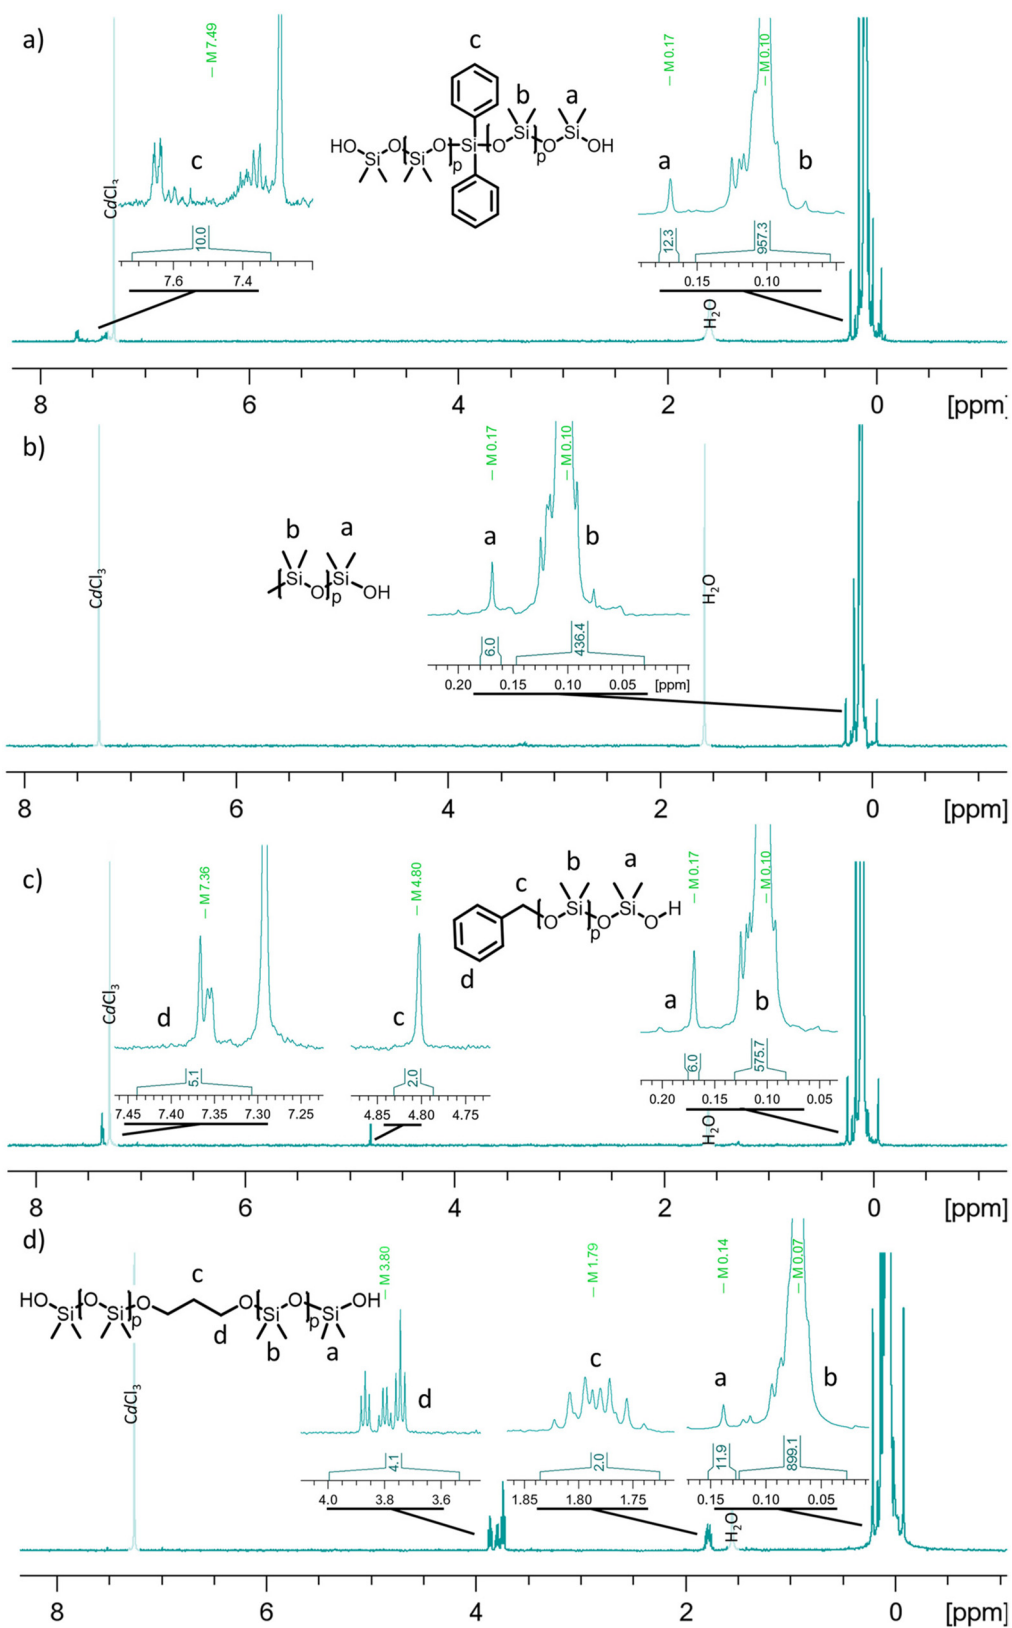 a)
— M 7.49
— M 0.17
— M 0.10
c
b
a
HO
Si
O
Si
O
p
Si
O
Si
p
O
Si
OH
c
a
b
CdCl3
10.0
12.3
957.3
7.6
7.4
0.15
0.10
H2O
8
6
4
2
0
[ppm]
b)
— M 0.17
— M 0.10
b
a
Si
O
p
Si
OH
a
b
CdCl3
H2O
6.0
436.4
0.20
0.15
0.10
0.05
[ppm]
8
6
4
2
0
[ppm]
c)
— M 7.36
— M 4.80
— M 0.17
— M 0.10
b
a
c
O
Si
p
O
Si
O
H
d
CdCl3
d
c
a
b
5.1
2.0
6.0
575.7
7.45
7.40
7.35
7.30
7.25
4.85
4.80
4.75
0.20
0.15
0.10
0.05
H2O
8
6
4
2
0
[ppm]
d)
— M 3.80
— M 1.79
— M 0.14
— M 0.07
c
HO
Si
O
Si
p
O
O
Si
O
p
Si
OH
d
b
a
CdCl3
d
c
a
b
4.1
2.0
11.9
899.1
4.0
3.8
3.6
1.85
1.80
1.75
0.15
0.10
0.05
H2O
8
6
4
2
0
[ppm]